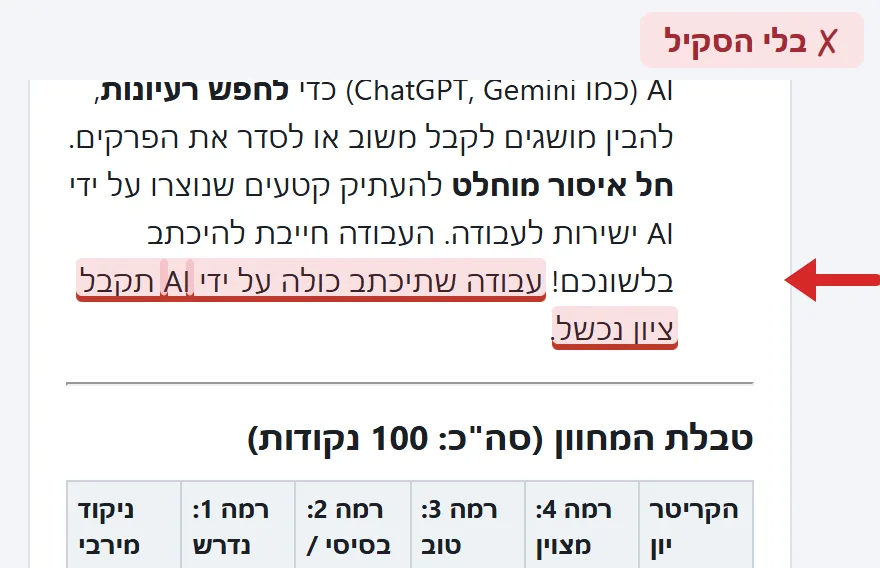 ✗ בלי הסקיל
AI (כמו ChatGPT, Gemini) כדי לחפש רעיונות,
להבין מושגים לקבל משוב או לסדר את הפרקים.
חל איסור מוחלט להעתיק קטעים שנוצרו על ידי
AI ישירות לעבודה. העבודה חייבת להיכתב
בלשונכם! עבודה שתיכתב כולה על ידי AI תקבל
ציון נכשל.
טבלת המחוון (סה"כ: 100 נקודות)
הקריטר רמה 4: רמה 3: רמה 2: רמה 1: ניקוד
יון מצוין טוב בסיסי / נדרש מירבי